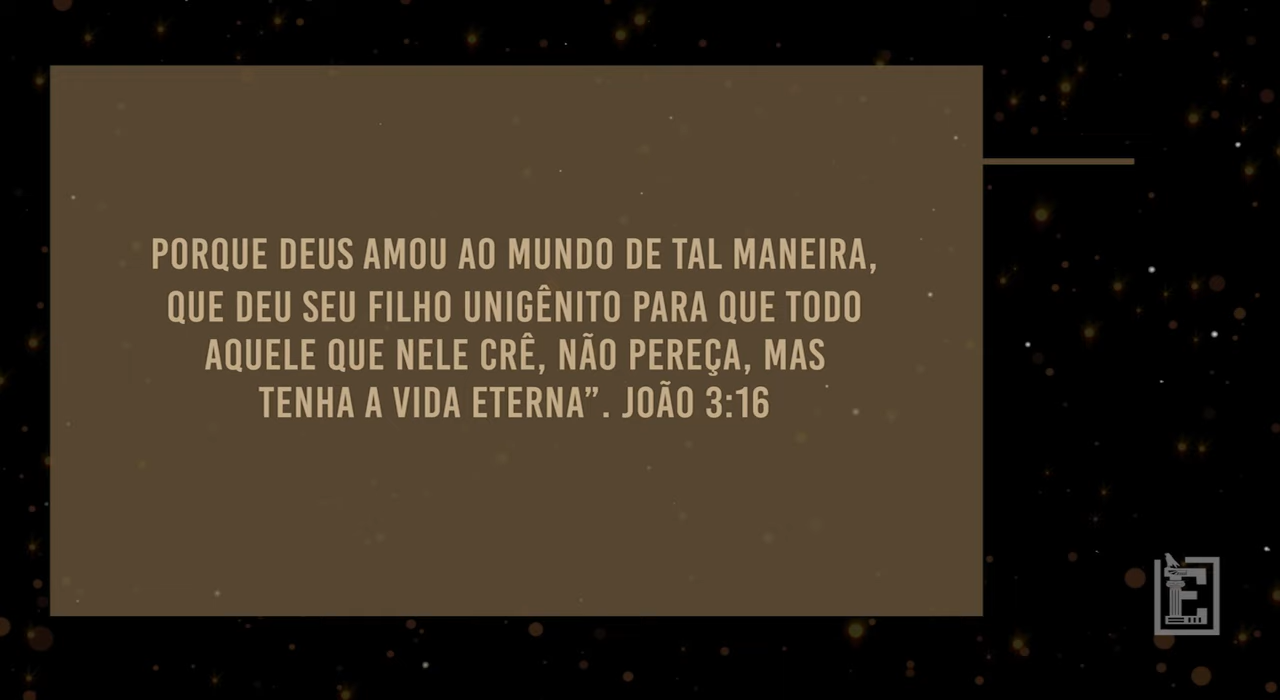 PORQUE DEUS AMOU AO MUNDO DE TAL MANEIRA,
QUE DEU SEU FILHO UNIGÊNITO PARA QUE TODO
AQUELE QUE NELE CRÊ, NÃO PEREÇA, MAS
TENHA A VIDA ETERNA”. JOÃO 3:16
E